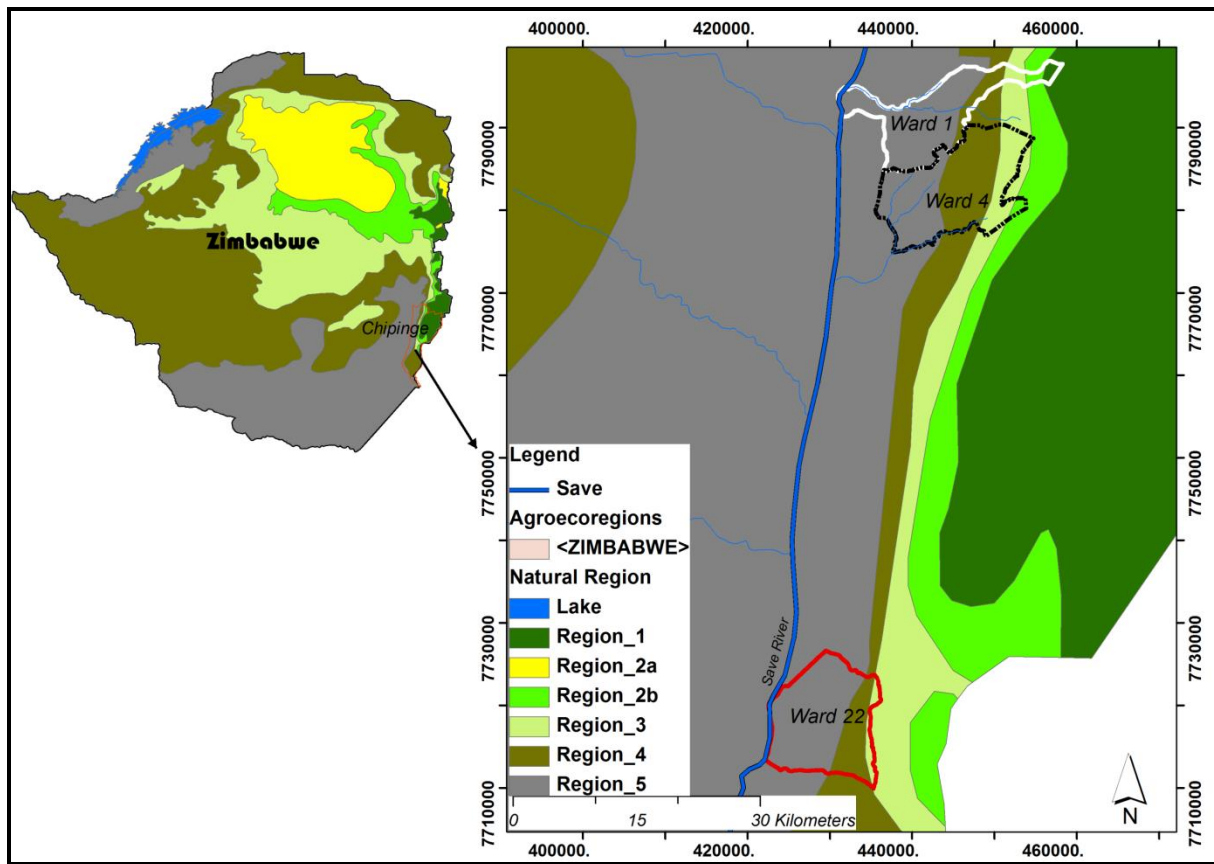 Zimbabwe
Chipinge
400000. 420000. 440000. 460000.
7790000 7790000
7770000 7770000
7750000 7750000
7730000 7730000
7710000 7710000
Ward 1
Ward 4
Save River
Ward 22
Legend
Save
Agroecoregions
<ZIMBABWE>
Natural Region
Lake
Region_1
Region_2a
Region_2b
Region_3
Region_4
Region_5
0 15 30 Kilometers
N
400000. 420000. 440000. 460000.